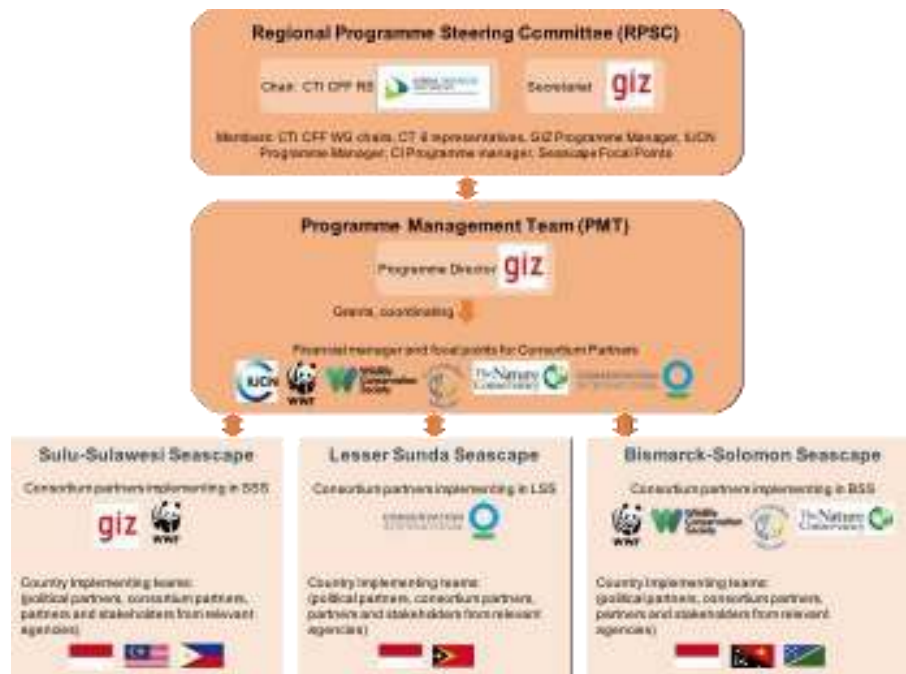 Regional Programme Steering Committee (RPSC)
Chair: CTI CFF RS
Secretariat
giz
Members: CTI CFF WG chairs, CT 6 representatives, GIZ Programme Manager, IUCN
Programme Manager, CI Programme manager, Seascape Focal Points
Programme Management Team (PMT)
Programme Director
giz
Grants, coordinating
Financial manager and focal points for Consortium Partners
IUCN
WWF
Wildlife
Conservation
Society
The Nature
Conservancy
CONSERVATION
INTERNATIONAL
Sulu-Sulawesi Seascape
Consortium partners implementing in SSS
giz
WWF
Country Implementing teams:
(political partners, consortium partners,
partners and stakeholders from relevant
agencies)
Lesser Sunda Seascape
Consortium partners implementing in LSS
CONSERVATION
INTERNATIONAL
Country Implementing teams:
(political partners, consortium partners,
partners and stakeholders from relevant
agencies)
Bismarck-Solomon Seascape
Consortium partners implementing in BSS
WWF
Wildlife
Conservation
Society
The Nature
Conservancy
Country Implementing teams:
(political partners, consortium partners,
partners and stakeholders from relevant
agencies)